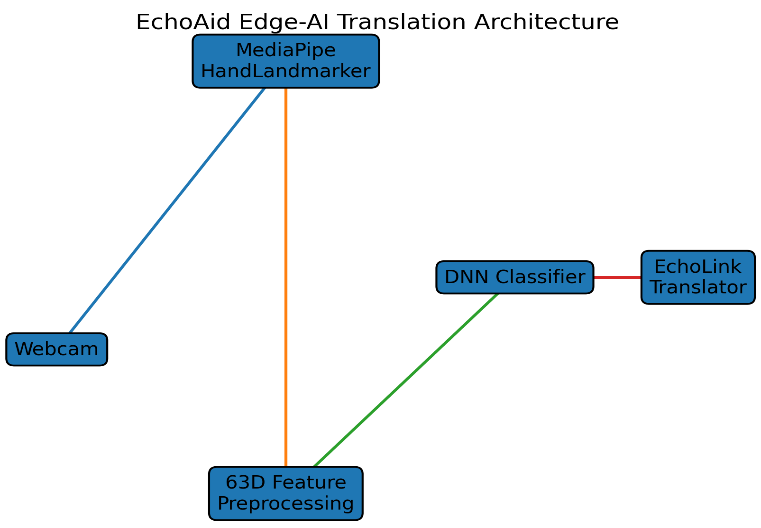 EchoAid Edge-AI Translation Architecture
MediaPipe
HandLandmarker
DNN Classifier
EchoLink
Translator
Webcam
63D Feature
Preprocessing